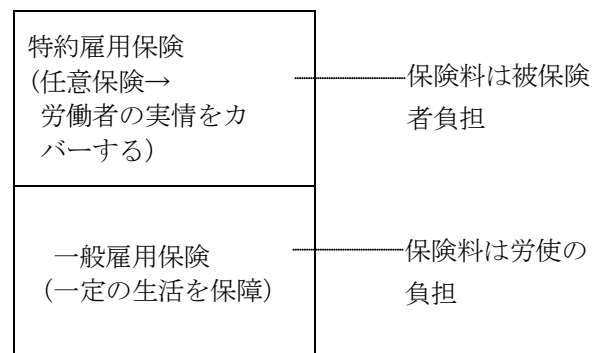 特約雇用保険
(任意保険→
労働者の実情をカ
バーする)
保険料は被保険
者負担
一般雇用保険
(一定の生活を保障)
保険料は労使の
負担